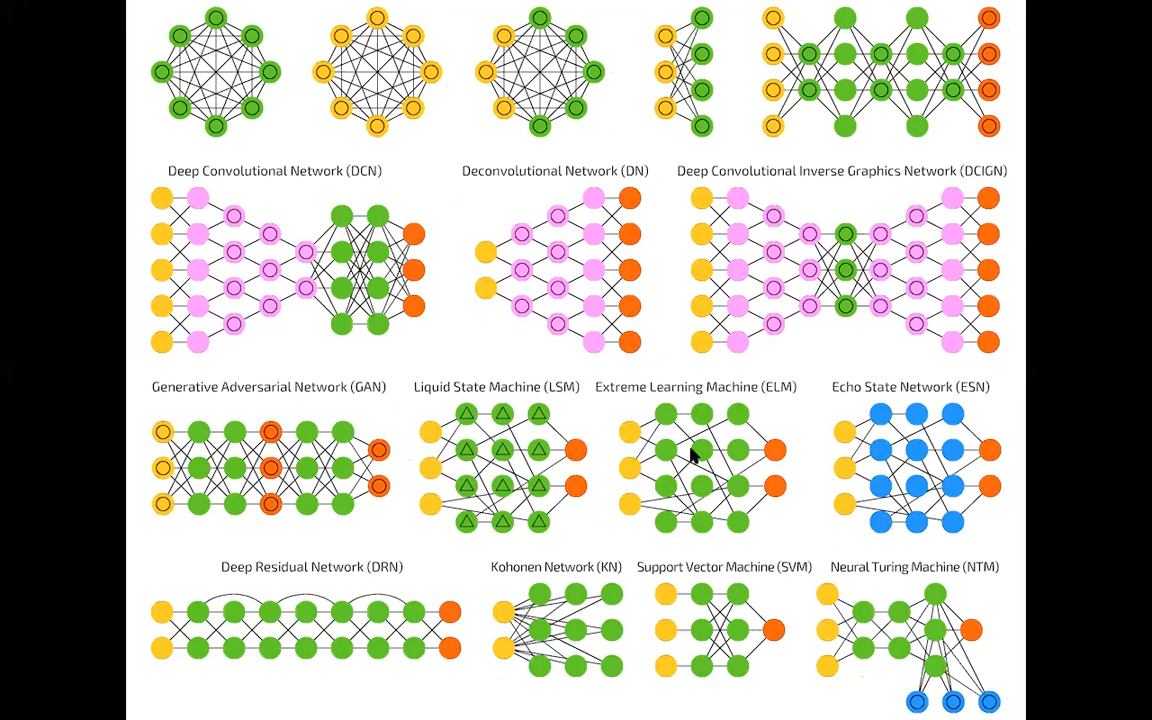 Deep Convolutional Network (DCN)
Deconvolutional Network (DN)
Deep Convolutional Inverse Graphics Network (DCIGN)
Generative Adversarial Network (GAN)
Liquid State Machine (LSM)
Extreme Learning Machine (ELM)
Echo State Network (ESN)
Deep Residual Network (DRN)
Kohonen Network (KN)
Support Vector Machine (SVM)
Neural Turing Machine (NTM)